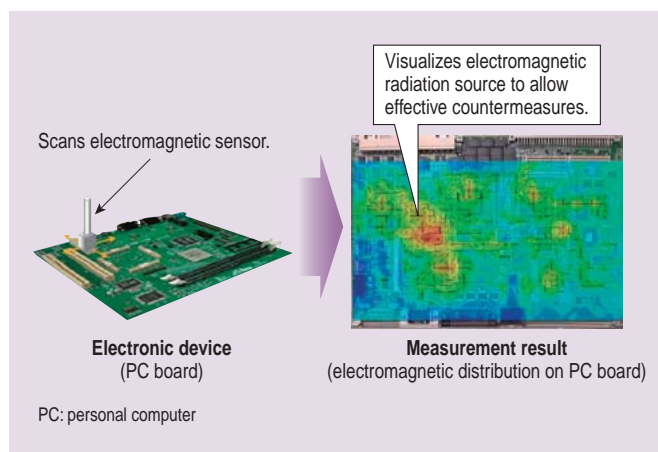 Visualizes electromagnetic
radiation source to allow
effective countermeasures.
Scans electromagnetic sensor.
Electronic device
(PC board)
Measurement result
(electromagnetic distribution on PC board)
PC: personal computer